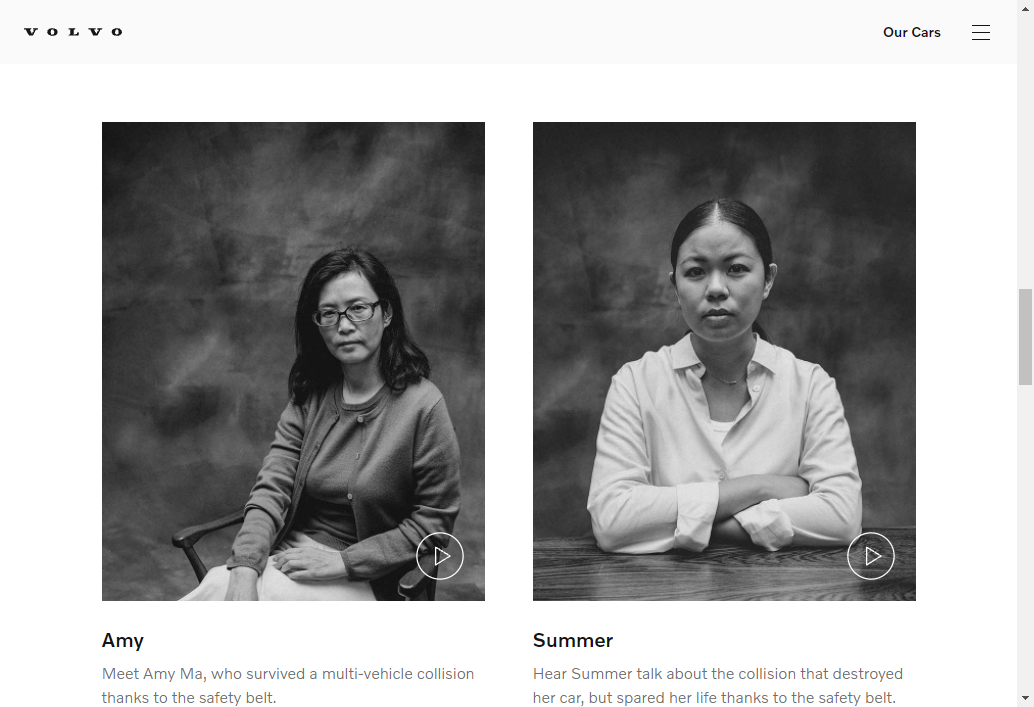 VOLVO
Our Cars
Amy
Meet Amy Ma, who survived a multi-vehicle collision
thanks to the safety belt.
Summer
Hear Summer talk about the collision that destroyed
her car, but spared her life thanks to the safety belt.